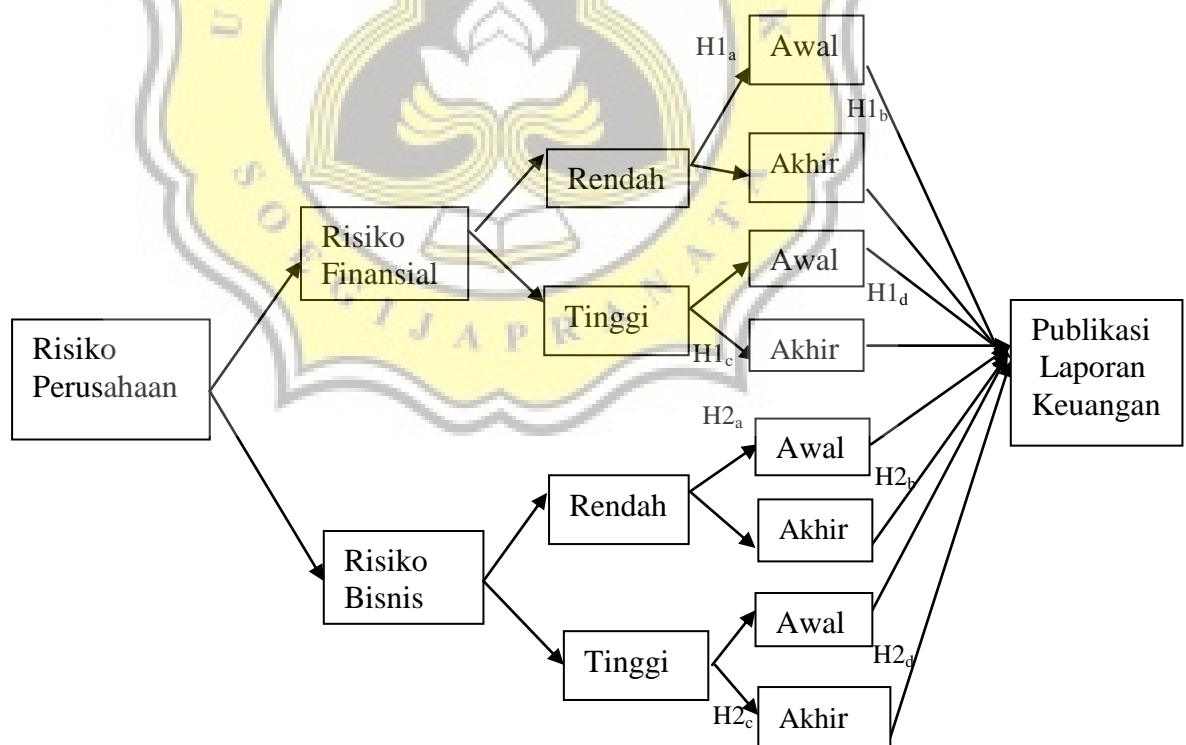 H1a
Awal
H1b
Akhir
Rendah
Risiko
Finansial
Awal
H1d
Tinggi
H1c
Akhir
Risiko
Perusahaan
Publikasi
Laporan
Keuangan
H2a
Awal
H2b
Rendah
Akhir
Risiko
Bisnis
Awal
Tinggi
H2d
H2c
Akhir
U
K
SOEGIJAPRANATA